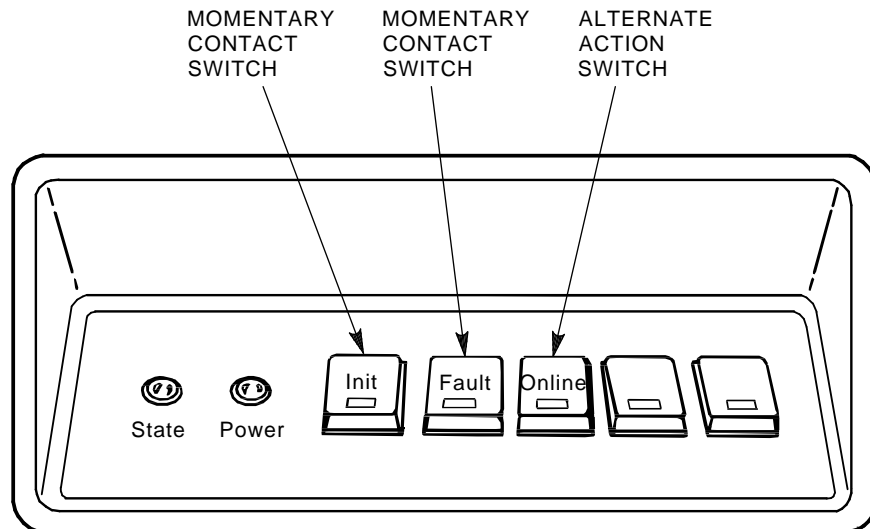 MOMENTARY
CONTACT
SWITCH
MOMENTARY
CONTACT
SWITCH
ALTERNATE
ACTION
SWITCH
Init
Fault
Online
State
Power